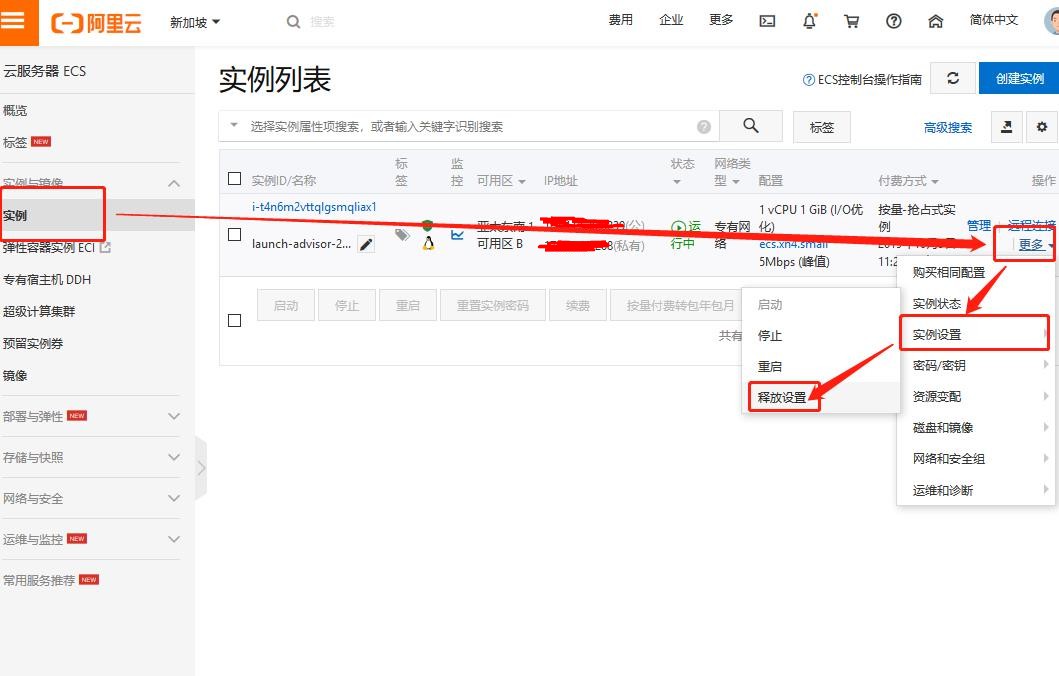 阿里云
新加坡
搜索
费用
企业
更多
简体中文
云服务器 ECS
概览
标签 NEW
实例与镜像
实例
弹性容器实例 ECI
专有宿主机 DDH
超级计算集群
预留实例券
镜像
部署与弹性 NEW
存储与快照
网络与安全
运维与监控 NEW
常用服务推荐 NEW
实例列表
ECS控制台操作指南
创建实例
选择实例属性项搜索，或者输入关键字识别搜索
标签
高级搜索
实例ID/名称
标签
监控
可用区
IP地址
状态
网络类型
配置
付费方式
操作
i-t4n6m2vttqlgsmqliax1
launch-advisor-2...
亚太东南 1
可用区 B
(公)
(私有)
运行中
专有网络
1 vCPU 1 GiB (I/O优化)
ecs.xn4.small
5Mbps (峰值)
按量-抢占式实例
管理
远程连接
更多
启动
停止
重启
重置实例密码
续费
按量付费转包年包月
共有
启动
停止
重启
释放设置
购买相同配置
实例状态
实例设置
密码/密钥
资源变配
磁盘和镜像
网络和安全组
运维和诊断